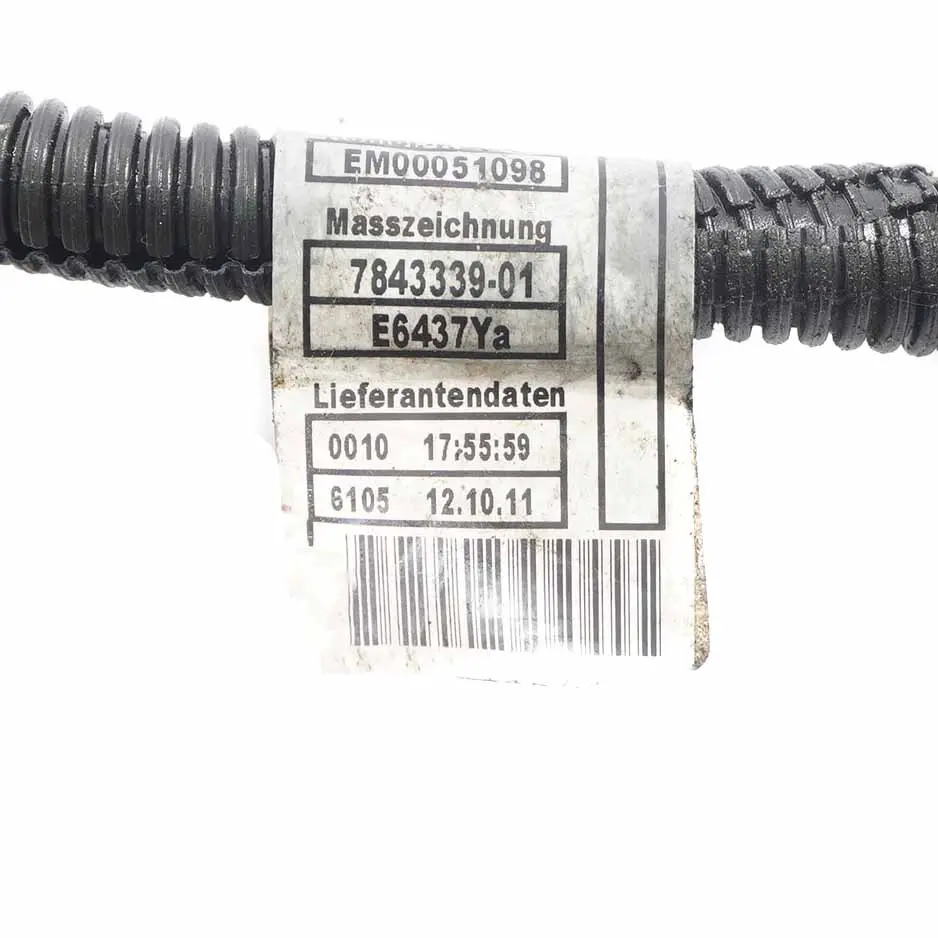 EM00051098
Masszeichnung
7843339-01
E6437Ya
Lieferantendaten
0010 17:55:59
6105 12.10.11